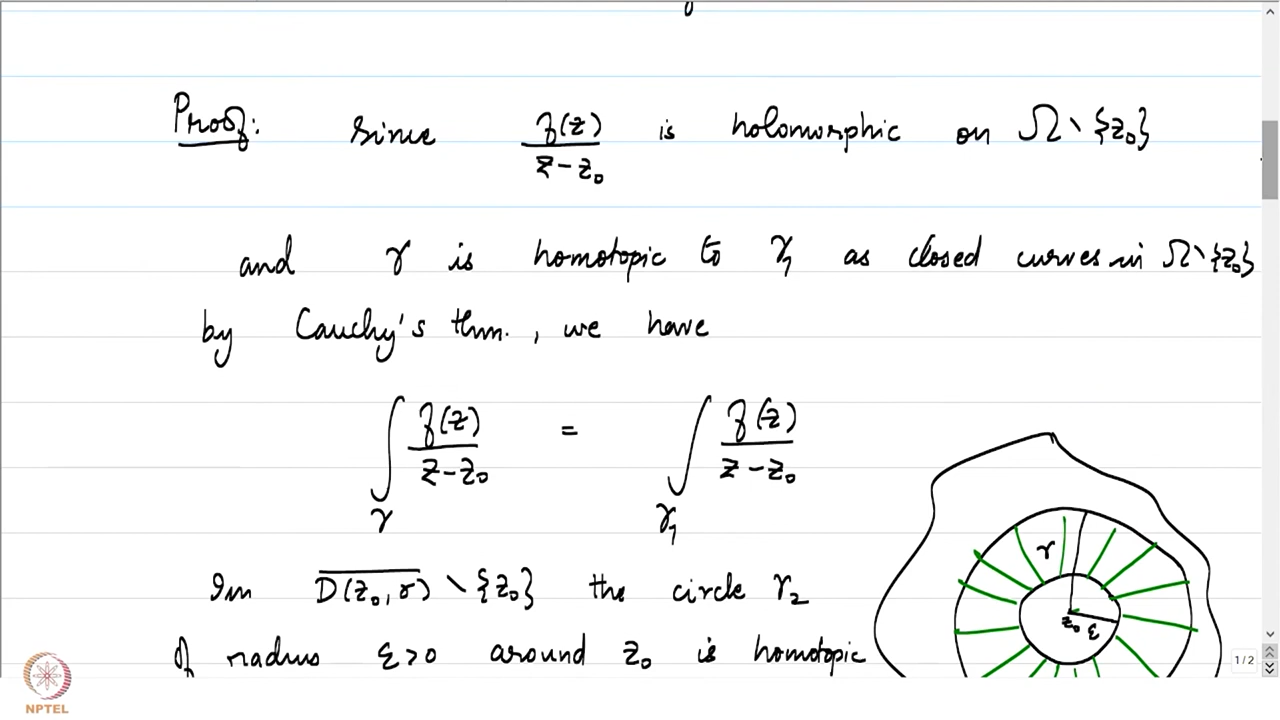 Proof: Since f(z)/(z-z₀) is holomorphic on Ω∖{z₀}
and γ is homotopic to γ₁ as closed curves in Ω∖{z₀}
by Cauchy's thm., we have
∫_γ f(z)/(z-z₀) = ∫_γ₁ f(z)/(z-z₀)
In \overline{D(z₀,r)}∖{z₀} the circle γ₂
of radius ε>0 around z₀ is homotopic
r
z₀ ε
1/2
NPTEL